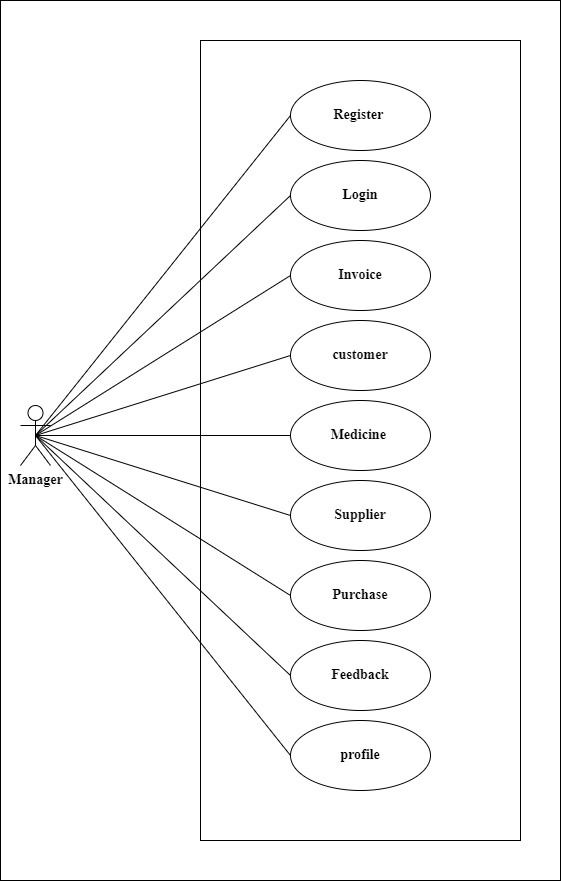 Register
Login
Invoice
customer
Medicine
Manager
Supplier
Purchase
Feedback
profile